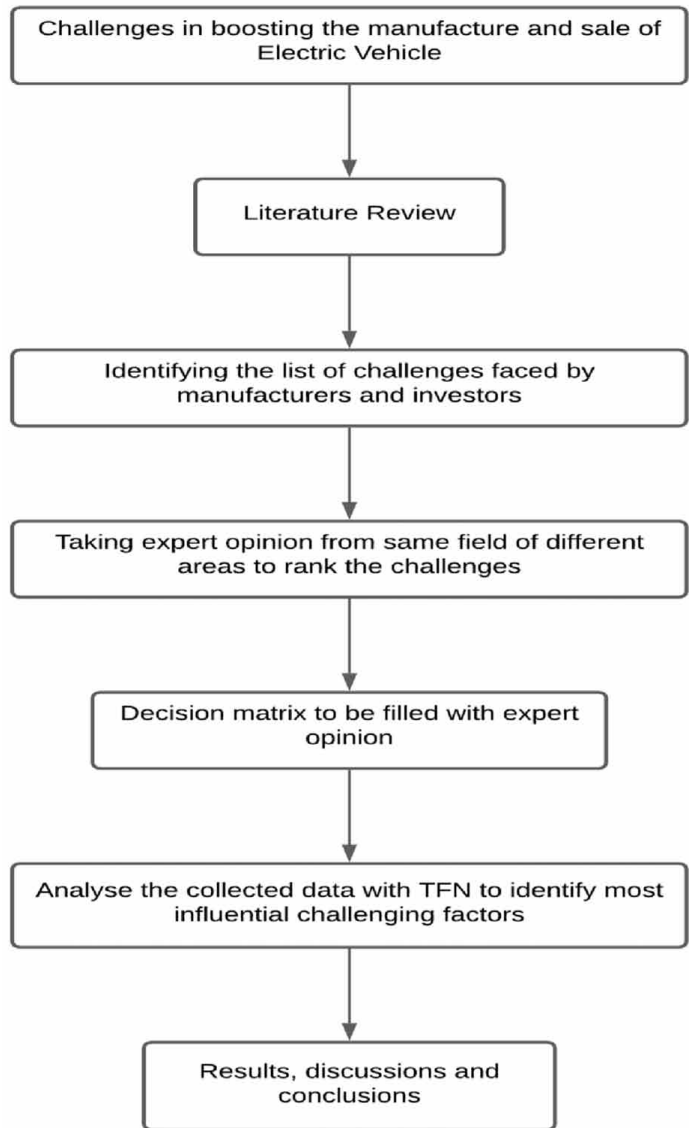 Challenges in boosting the manufacture and sale of
Electric Vehicle
Literature Review
Identifying the list of challenges faced by
manufacturers and investors
Taking expert opinion from same field of different
areas to rank the challenges
Decision matrix to be filled with expert
opinion
Analyse the collected data with TFN to identify most
influential challenging factors
Results, discussions and
conclusions